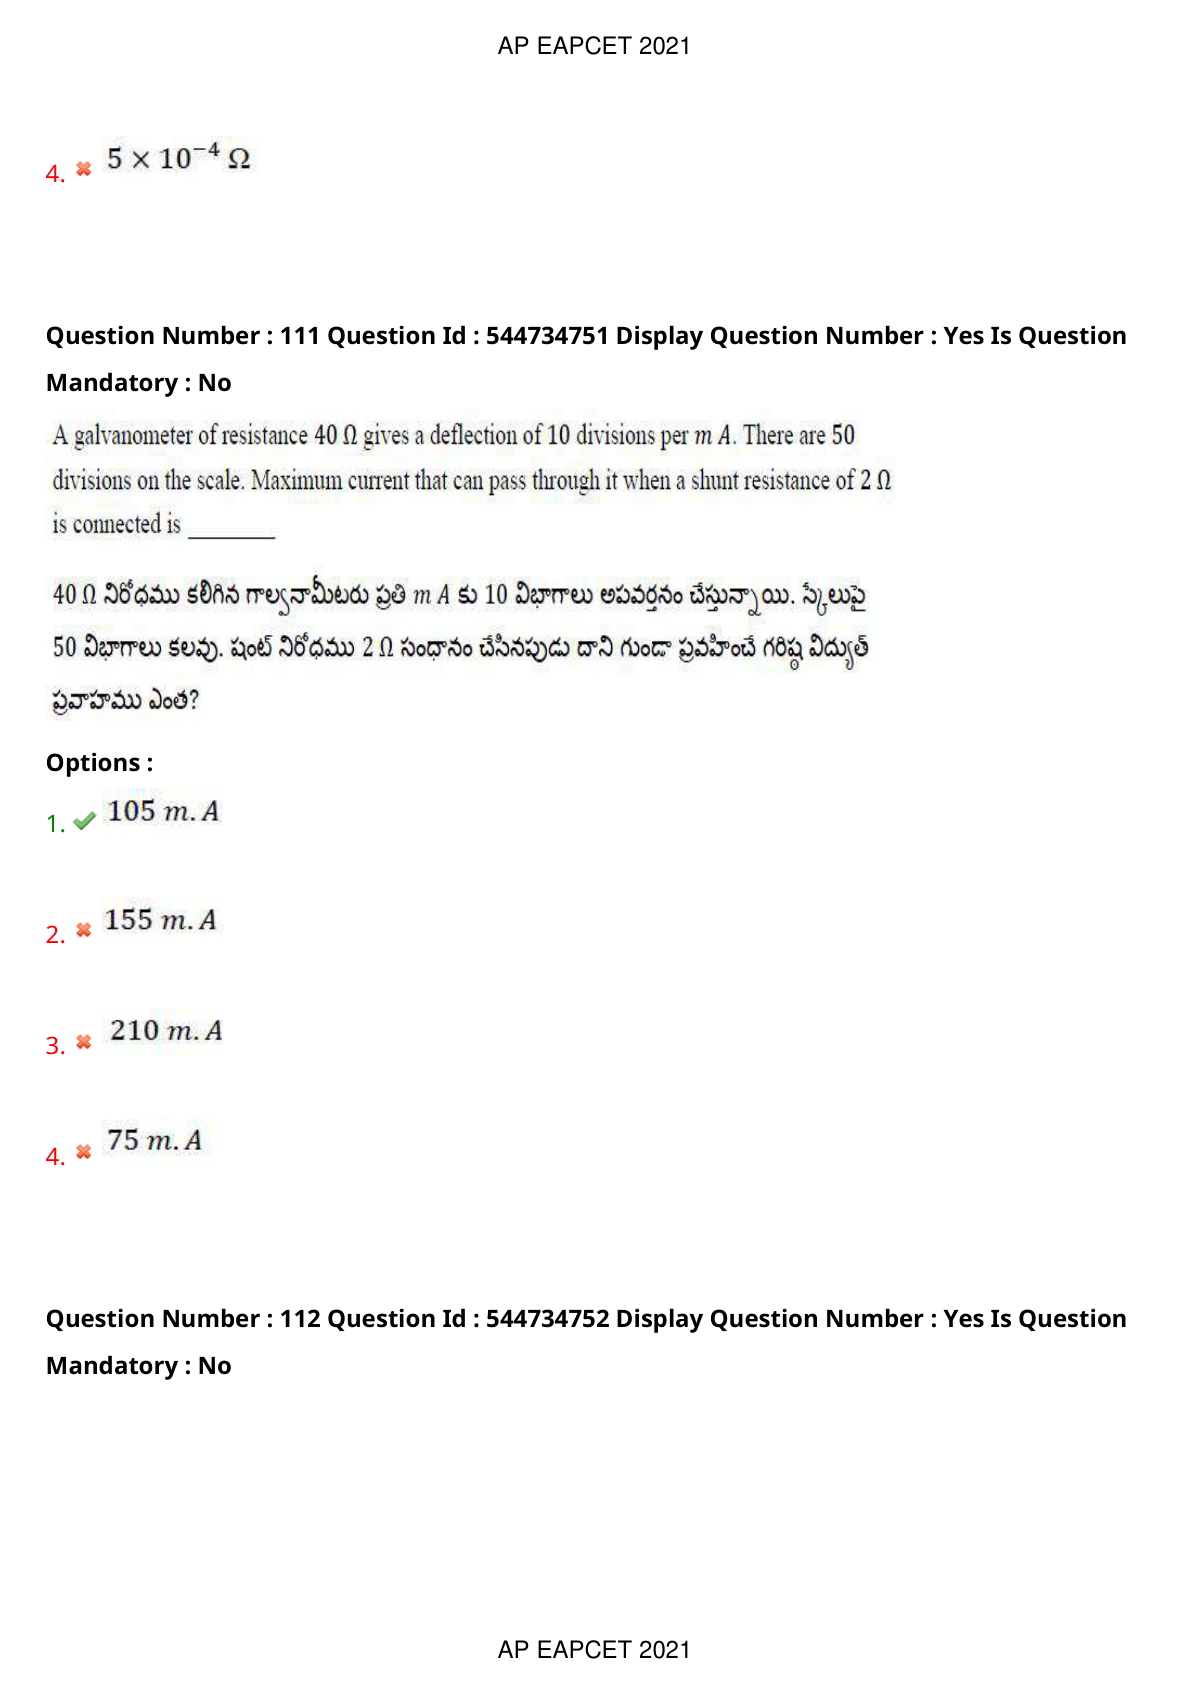 AP EAPCET 2021
4. 5 × 10⁻⁴ Ω
Question Number : 111 Question Id : 544734751 Display Question Number : Yes Is Question
Mandatory : No
A galvanometer of resistance 40 Ω gives a deflection of 10 divisions per m A. There are 50
divisions on the scale. Maximum current that can pass through it when a shunt resistance of 2 Ω
is connected is ________
40 Ω నిరోధము కలిగిన గాల్వనామీటరు ప్రతి m A కు 10 విభాగాలు అపవర్తనం చేస్తున్నాయి. స్కేలుపై
50 విభాగాలు కలవు. షంట్ నిరోధము 2 Ω సంధానం చేసినపుడు దాని గుండా ప్రవహించే గరిష్ఠ విద్యుత్
ప్రవాహము ఎంత?
Options :
1. 105 m. A
2. 155 m. A
3. 210 m. A
4. 75 m. A
Question Number : 112 Question Id : 544734752 Display Question Number : Yes Is Question
Mandatory : No
AP EAPCET 2021